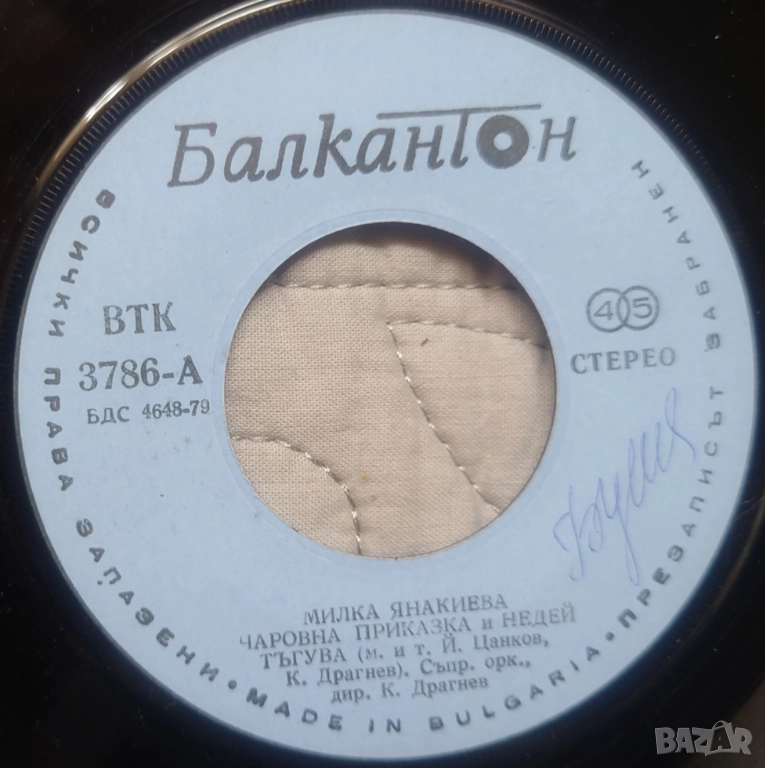 Балкантон
ВСИЧКИ ПРАВА ЗАПАЗЕНИ • MADE IN BULGARIA • ПРЕЗАПИСЪТ ЗАБРАНЕН
ВТК
3786-А
БДС 4648-79
45
СТЕРЕО
МИЛКА ЯНАКИЕВА
ЧАРОВНА ПРИКАЗКА и НЕДЕЙ
ТЪГУВА (м. и т. Й. Цанков,
К. Драгнев). Съпр. орк.,
дир. К. Драгнев
BAZAR